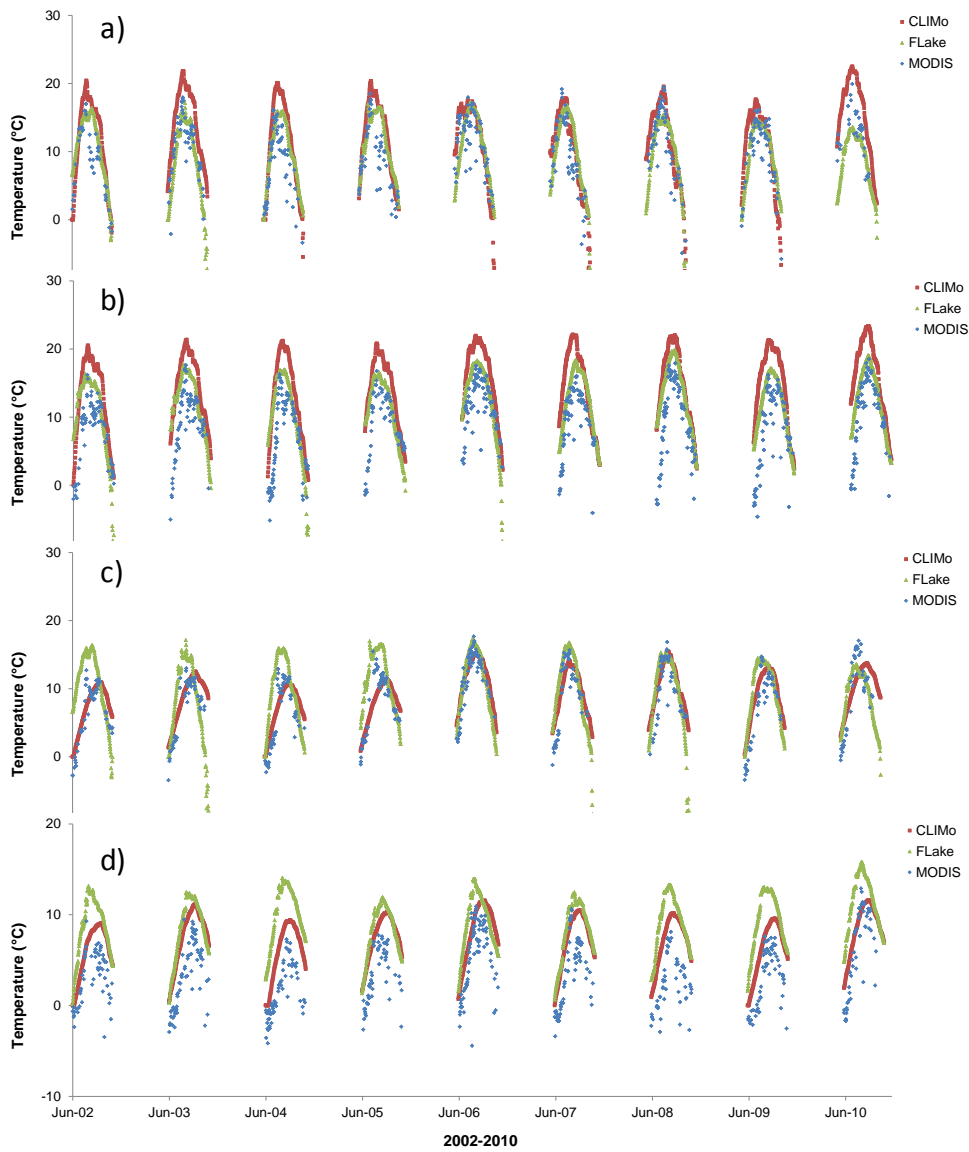 a)
30
20
10
0
Temperature (°C)
CLIMo
FLake
MODIS
b)
30
20
10
0
Temperature (°C)
CLIMo
FLake
MODIS
c)
30
20
10
0
Temperature (°C)
CLIMo
FLake
MODIS
d)
20
10
0
-10
Temperature (°C)
CLIMo
FLake
MODIS
Jun-02 Jun-03 Jun-04 Jun-05 Jun-06 Jun-07 Jun-08 Jun-09 Jun-10
2002-2010